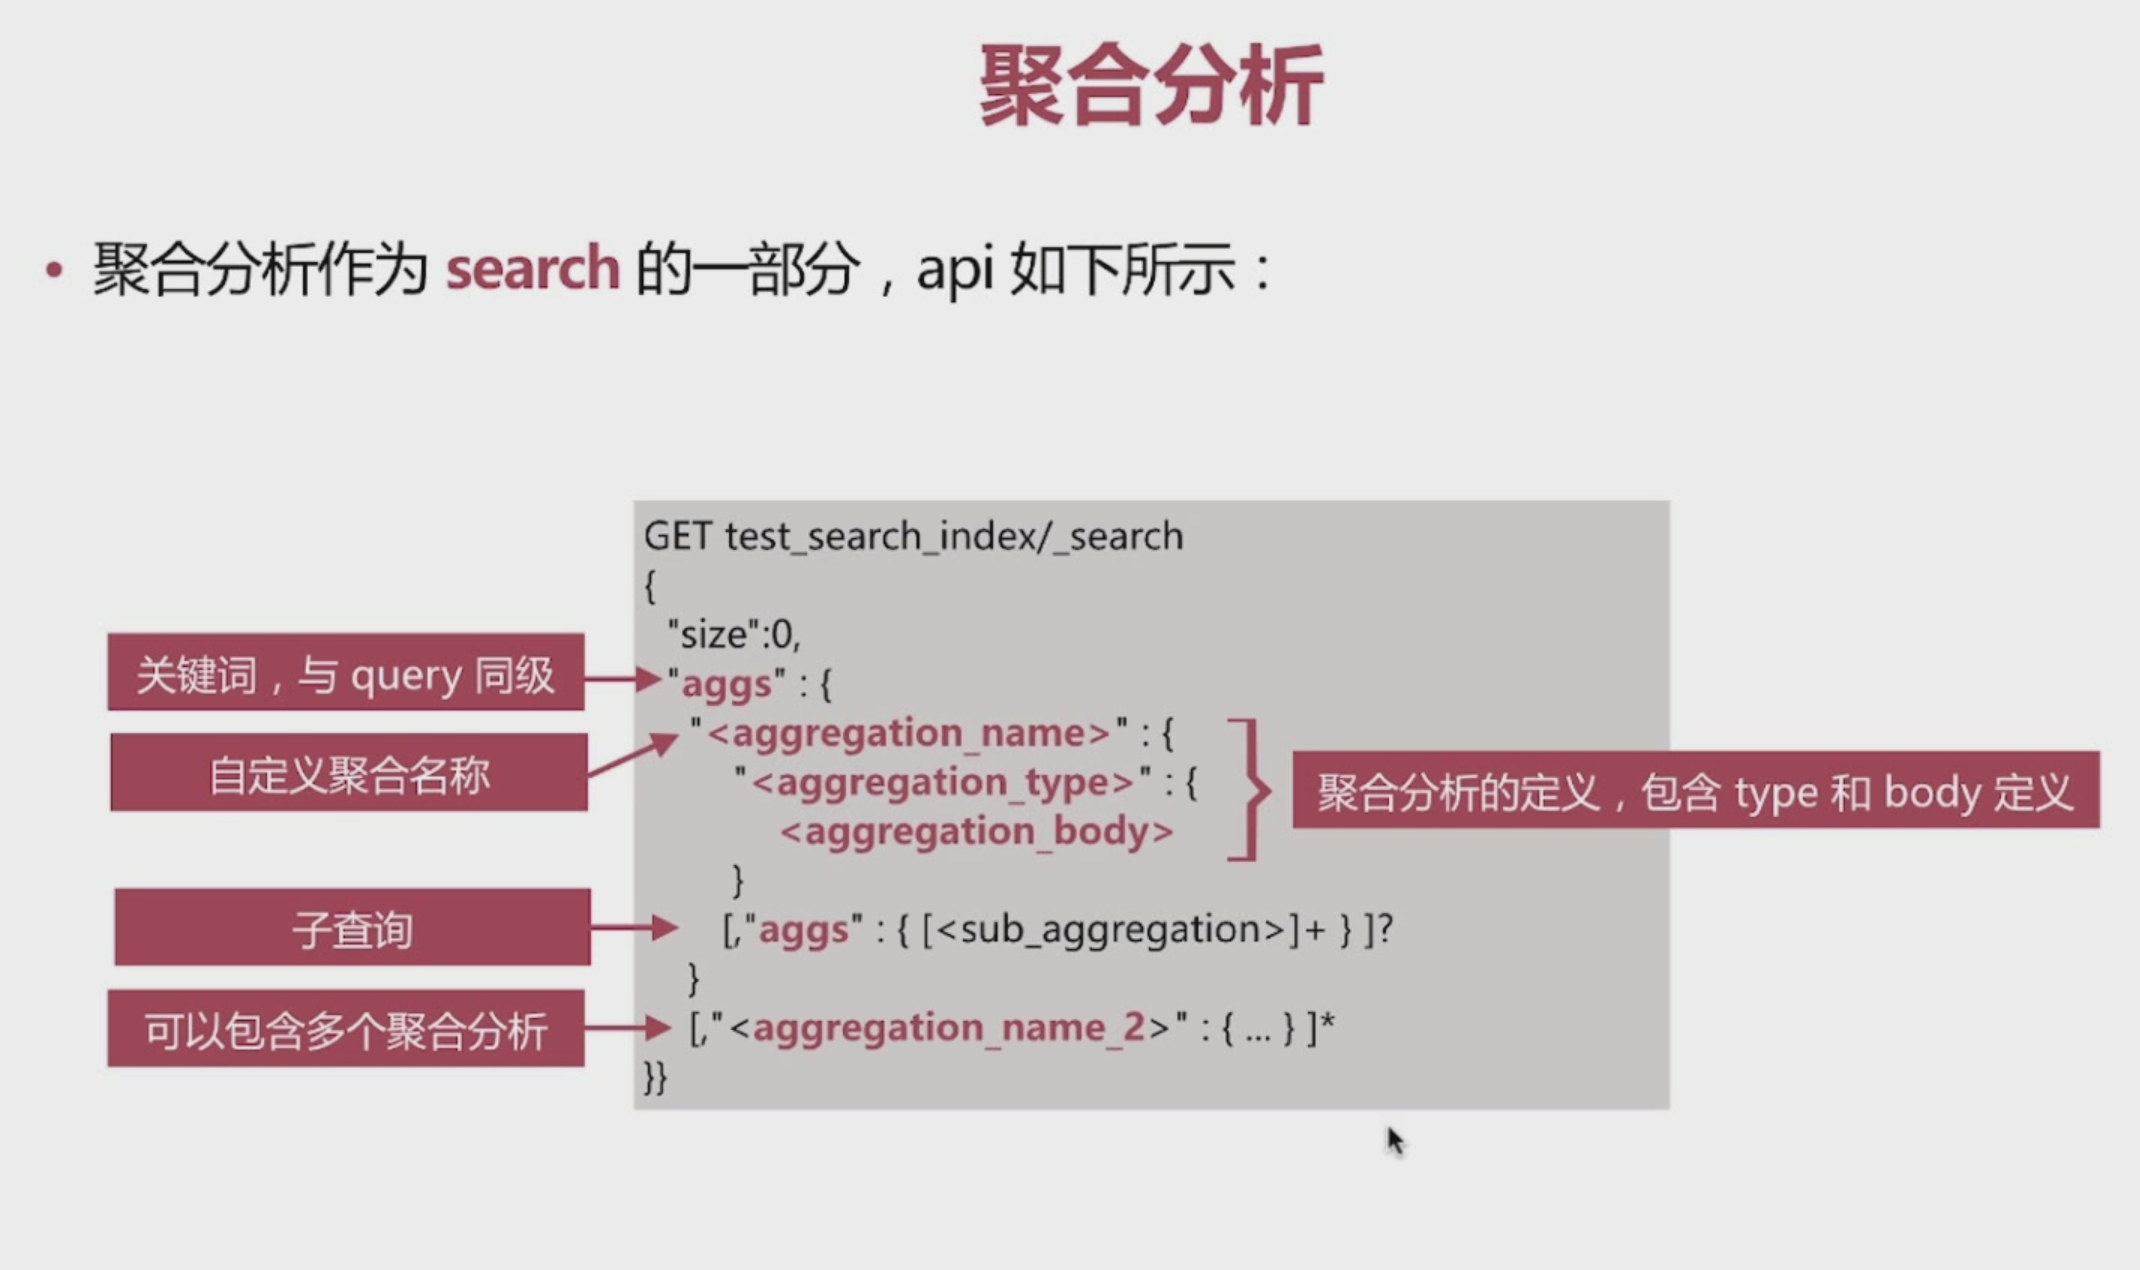 聚合分析
• 聚合分析作为 search 的一部分，api 如下所示：
GET test_search_index/_search
{
"size":0,
关键词，与 query 同级
"aggs" : {
自定义聚合名称
"<aggregation_name>" : {
"<aggregation_type>" : {
<aggregation_body>
聚合分析的定义，包含 type 和 body 定义
}
子查询
[,"aggs" : { [<sub_aggregation>]+ } ]?
}
可以包含多个聚合分析
[,"<aggregation_name_2>" : { ... } ]*
}}